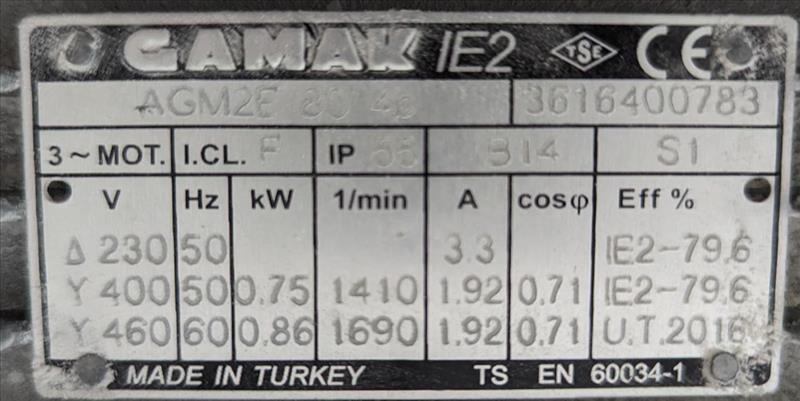 GAMAK IE2 TSE CE
AGM2E 80 4b 3616400783
3~MOT. I.CL. F IP 55 B14 S1
V Hz kW 1/min A cosφ Eff %
Δ 230 50 3.3 IE2-79.6
Y 400 50 0.75 1410 1.92 0.71 IE2-79.6
Y 460 60 0.86 1690 1.92 0.71 U.T.2016
MADE IN TURKEY TS EN 60034-1